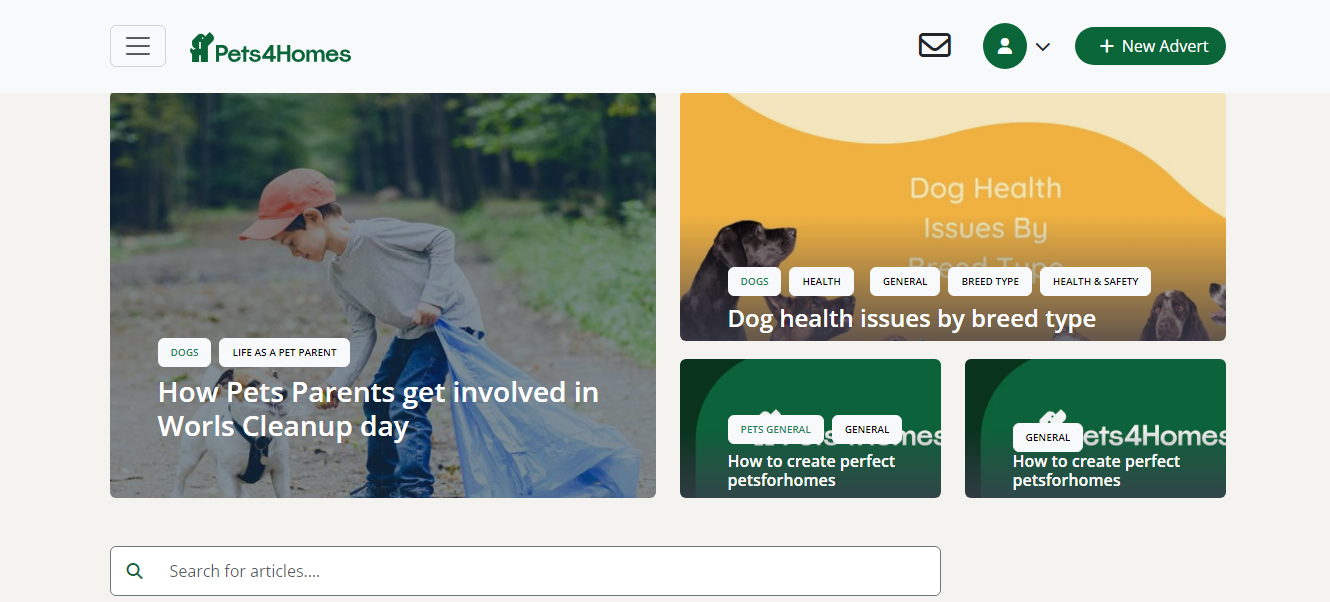 Pets4Homes
New Advert
DOGS
LIFE AS A PET PARENT
How Pets Parents get involved in
Worls Cleanup day
Dog Health
Issues By
Breed Type
DOGS
HEALTH
GENERAL
BREED TYPE
HEALTH & SAFETY
Dog health issues by breed type
PETS GENERAL
GENERAL
How to create perfect
petsforhomes
GENERAL
ets4Homes
How to create perfect
petsforhomes
Search for articles....